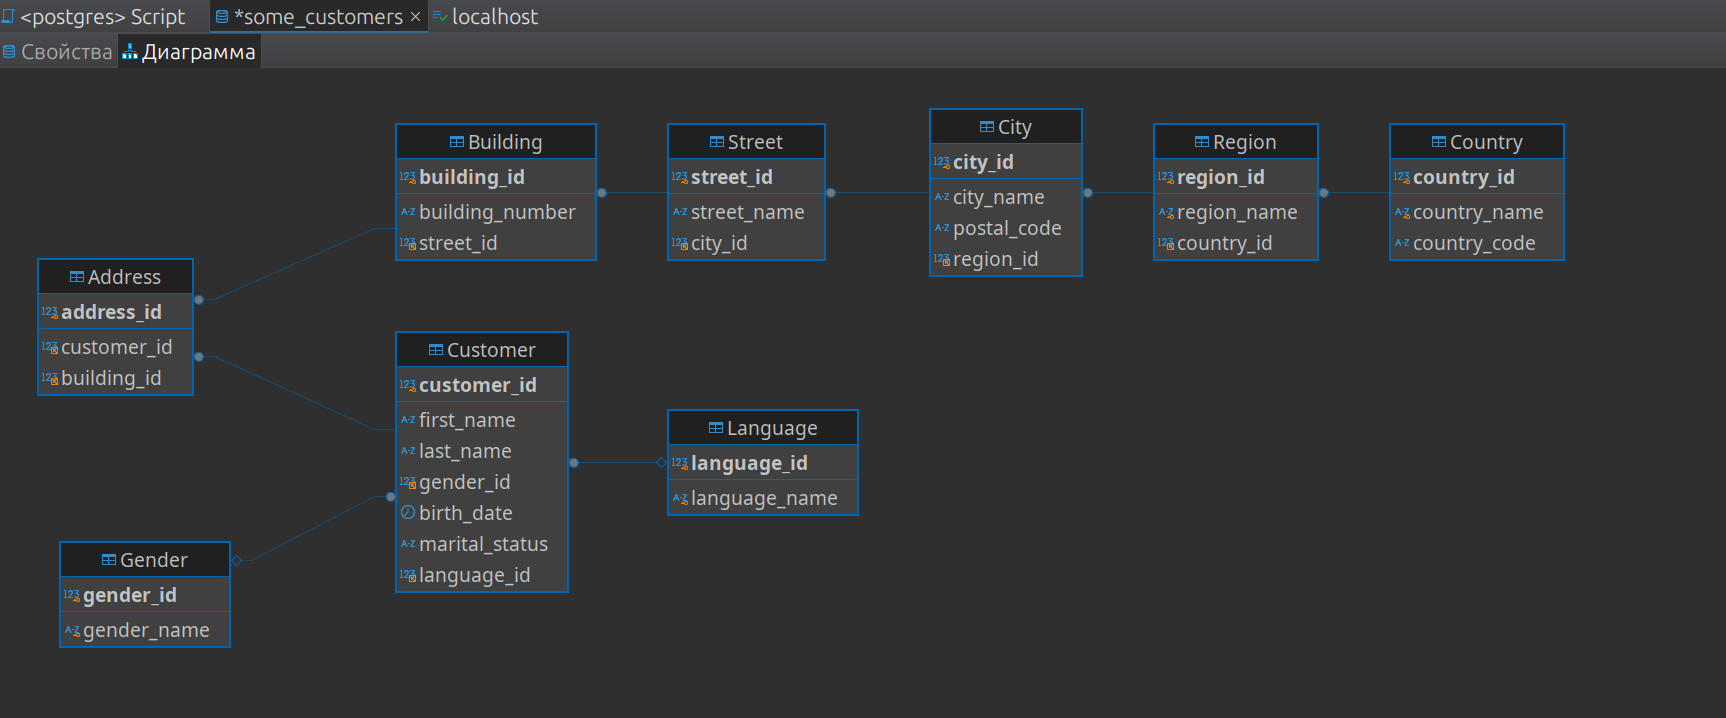 <postgres> Script
*some_customers
localhost
Свойства
Диаграмма
Building
building_id
building_number
street_id
Street
street_id
street_name
city_id
City
city_id
city_name
postal_code
region_id
Region
region_id
region_name
country_id
Country
country_id
country_name
country_code
Address
address_id
customer_id
building_id
Customer
customer_id
first_name
last_name
gender_id
birth_date
marital_status
language_id
Language
language_id
language_name
Gender
gender_id
gender_name